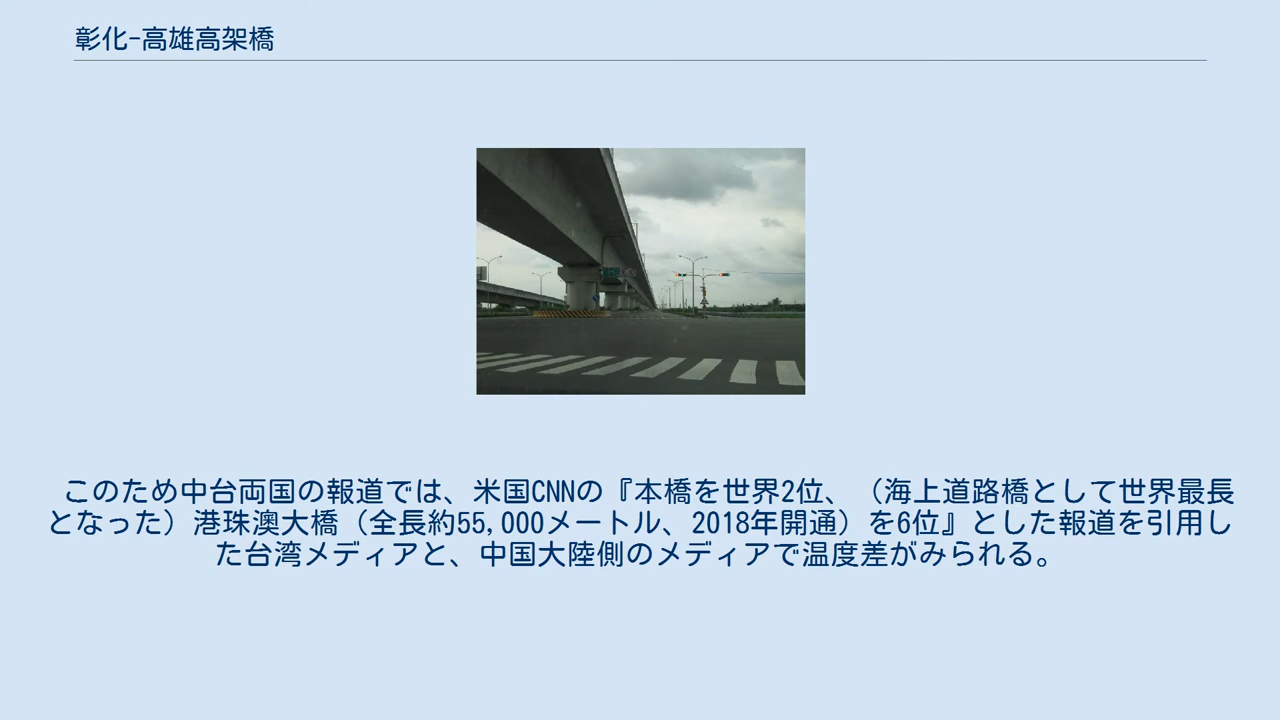 彰化-高雄高架橋
このため中台両国の報道では、米国CNNの『本橋を世界2位、（海上道路橋として世界最長
となった）港珠澳大橋（全長約55,000メートル、2018年開通）を6位』とした報道を引用し
た台湾メディアと、中国大陸側のメディアで温度差がみられる。